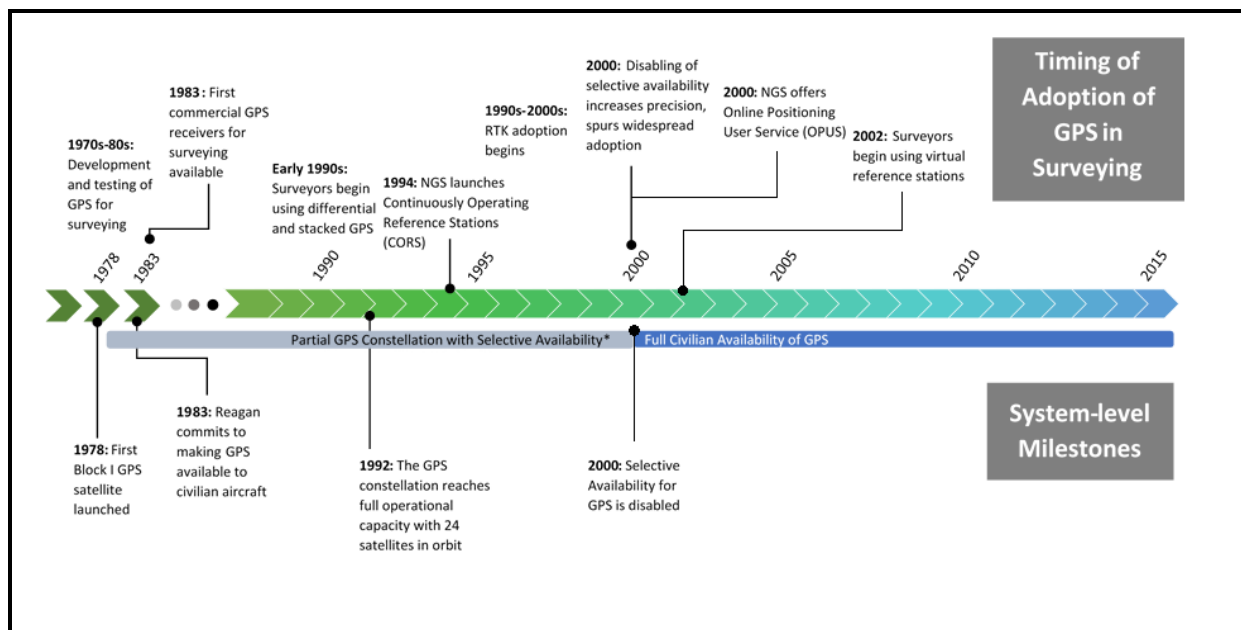 Timing of
Adoption of
GPS in
Surveying
1970s-80s:
Development
and testing of
GPS for
surveying
1983: First
commercial GPS
receivers for
surveying
available
Early 1990s:
Surveyors begin
using differential
and stacked GPS
1994: NGS launches
Continuously Operating
Reference Stations
(CORS)
1990s-2000s:
RTK adoption
begins
2000: Disabling of
selective availability
increases precision,
spurs widespread
adoption
2000: NGS offers
Online Positioning
User Service (OPUS)
2002: Surveyors
begin using virtual
reference stations
1978
1983
1990
1995
2000
2005
2010
2015
Partial GPS Constellation with Selective Availability*
Full Civilian Availability of GPS
1978: First
Block I GPS
satellite
launched
1983: Reagan
commits to
making GPS
available to
civilian aircraft
1992: The GPS
constellation reaches
full operational
capacity with 24
satellites in orbit
2000: Selective
Availability for
GPS is disabled
System-level
Milestones